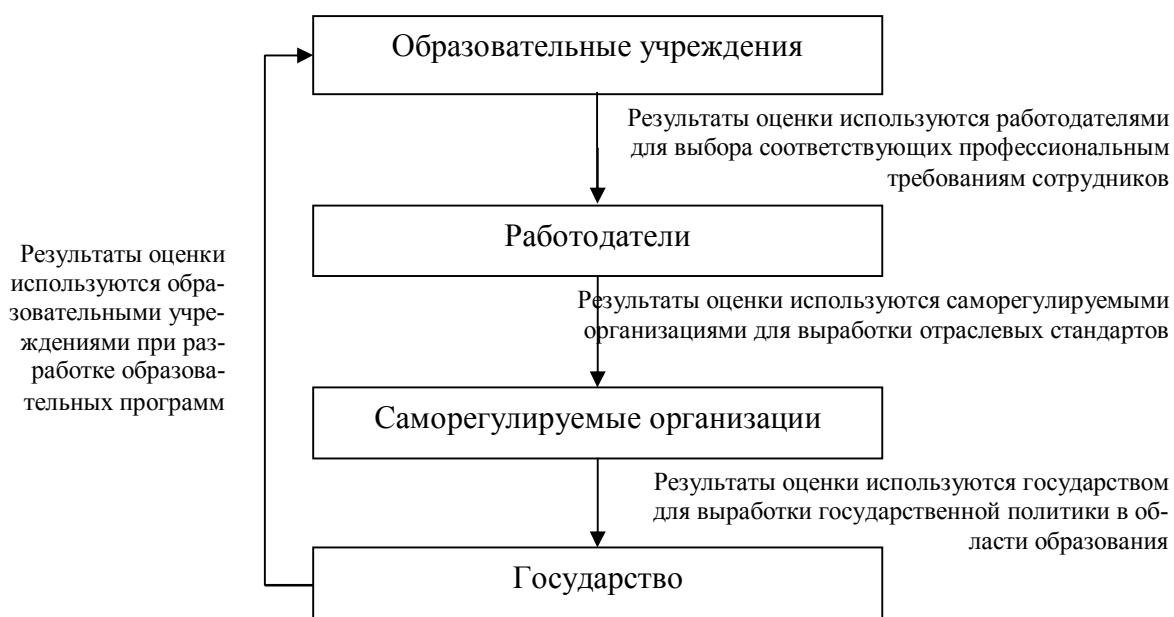 Образовательные учреждения
Результаты оценки используются работодателями
для выбора соответствующих профессиональным
требованиям сотрудников
Работодатели
Результаты оценки
используются обра-
зовательными учре-
ждениями при раз-
работке образова-
тельных программ
Результаты оценки используются саморегулируемыми
организациями для выработки отраслевых стандартов
Саморегулируемые организации
Результаты оценки используются государством
для выработки государственной политики в об-
ласти образования
Государство